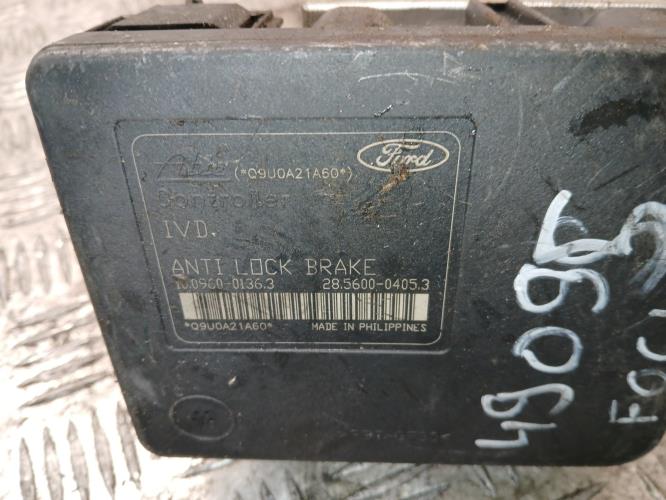 (*Q9U0A21A60*)
Ford
Controller
IVD.
ANTI LOCK BRAKE
10.0960-0136.3 28.5600-0405.3
*Q9U0A21A60* MADE IN PHILIPPINES
49095